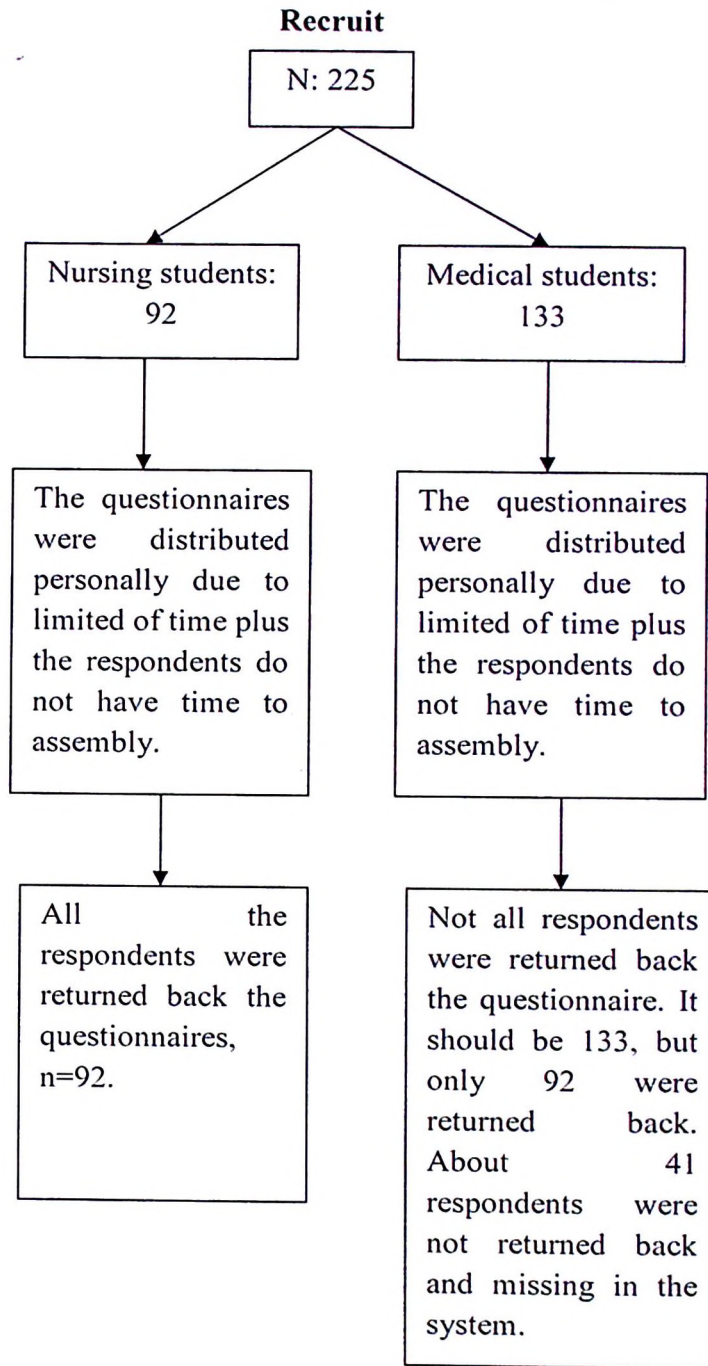 Recruit
N: 225
Nursing students:
92
Medical students:
133
The questionnaires
were distributed
personally due to
limited of time plus
the respondents do
not have time to
assembly.
The questionnaires
were distributed
personally due to
limited of time plus
the respondents do
not have time to
assembly.
All the
respondents were
returned back the
questionnaires,
n=92.
Not all respondents
were returned back
the questionnaire. It
should be 133, but
only 92 were
returned back.
About 41
respondents were
not returned back
and missing in the
system.